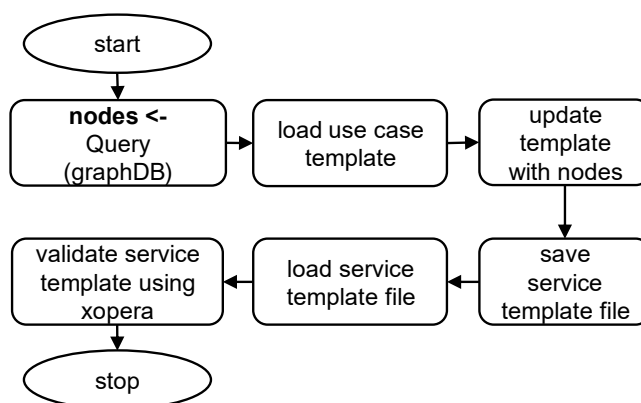 start
nodes <-
Query
(graphDB)
load use case
template
update
template
with nodes
save
service
template file
load service
template file
validate service
template using
xopera
stop